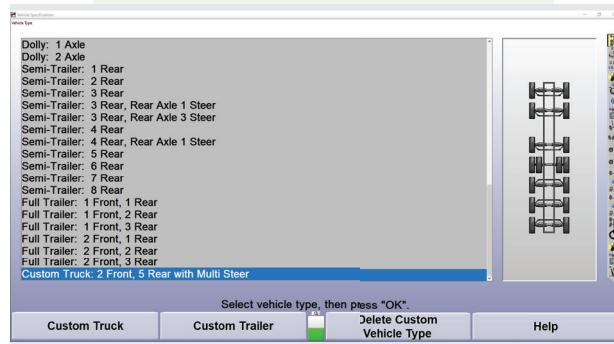 Vehicle Specifications
Vehicle Type
Dolly: 1 Axle
Dolly: 2 Axle
Semi-Trailer: 1 Rear
Semi-Trailer: 2 Rear
Semi-Trailer: 3 Rear
Semi-Trailer: 3 Rear, Rear Axle 1 Steer
Semi-Trailer: 3 Rear, Rear Axle 3 Steer
Semi-Trailer: 4 Rear
Semi-Trailer: 4 Rear, Rear Axle 1 Steer
Semi-Trailer: 5 Rear
Semi-Trailer: 6 Rear
Semi-Trailer: 7 Rear
Semi-Trailer: 8 Rear
Full Trailer: 1 Front, 1 Rear
Full Trailer: 1 Front, 2 Rear
Full Trailer: 1 Front, 3 Rear
Full Trailer: 2 Front, 1 Rear
Full Trailer: 2 Front, 2 Rear
Full Trailer: 2 Front, 3 Rear
Custom Truck: 2 Front, 5 Rear with Multi Steer
Select vehicle type, then press "OK".
Custom Truck
Custom Trailer
Delete Custom
Vehicle Type
Help